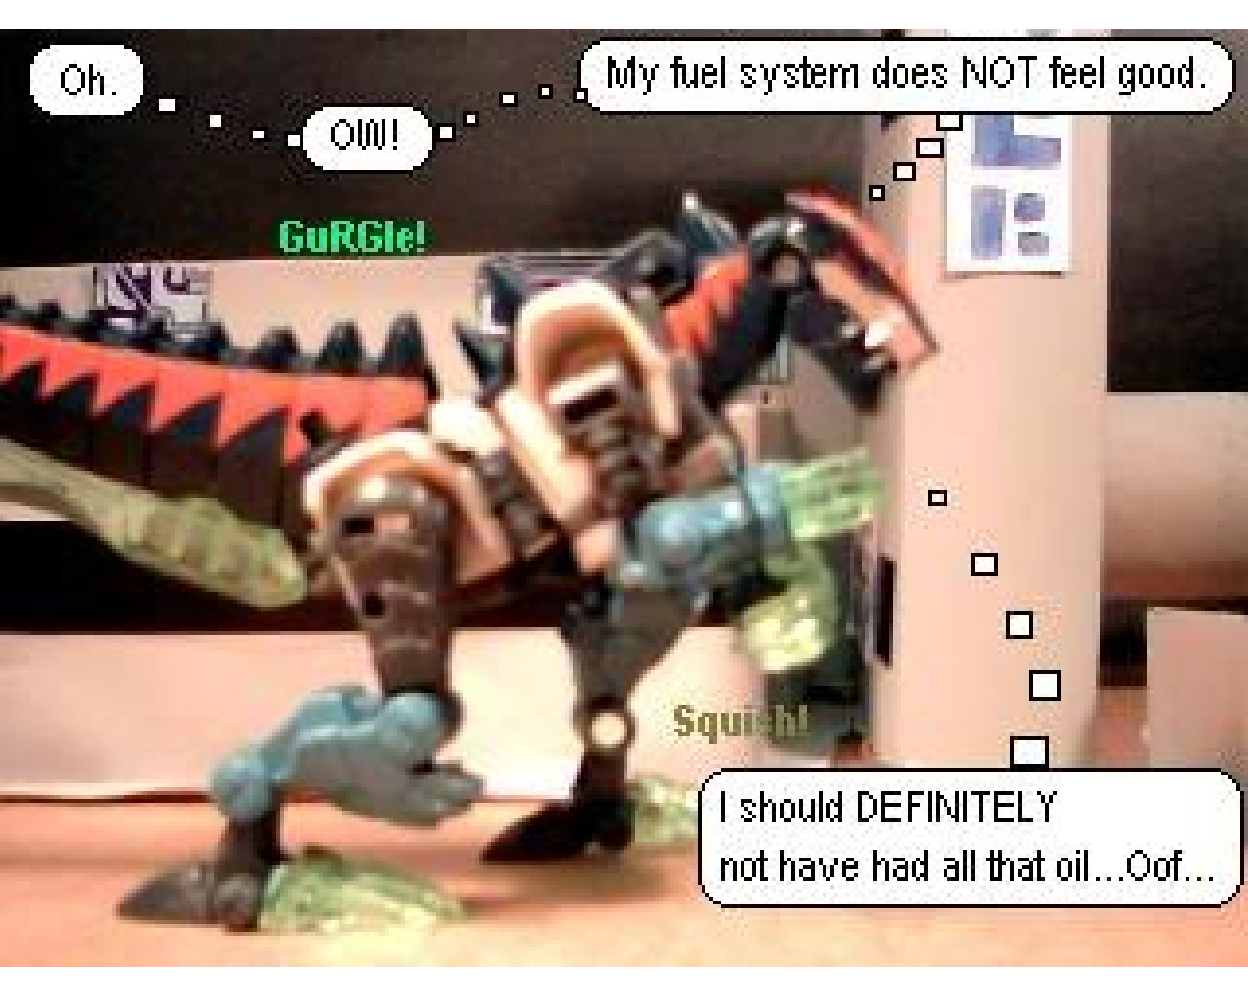 Oh.
OW!
My fuel system does NOT feel good.
GuRGle!
Squish!
I should DEFINITELY
not have had all that oil...Oof...